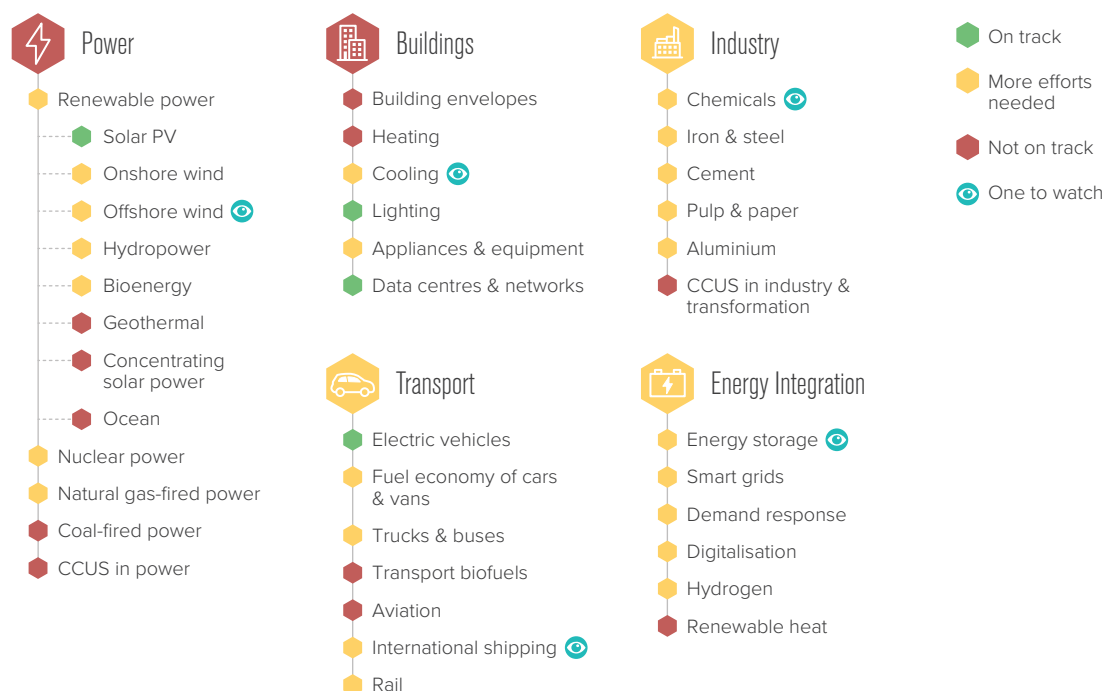 Power
Renewable power
Solar PV
Onshore wind
Offshore wind
Hydropower
Bioenergy
Geothermal
Concentrating
solar power
Ocean
Nuclear power
Natural gas-fired power
Coal-fired power
CCUS in power
Buildings
Building envelopes
Heating
Cooling
Lighting
Appliances & equipment
Data centres & networks
Transport
Electric vehicles
Fuel economy of cars
& vans
Trucks & buses
Transport biofuels
Aviation
International shipping
Rail
Industry
Chemicals
Iron & steel
Cement
Pulp & paper
Aluminium
CCUS in industry &
transformation
Energy Integration
Energy storage
Smart grids
Demand response
Digitalisation
Hydrogen
Renewable heat
On track
More efforts
needed
Not on track
One to watch